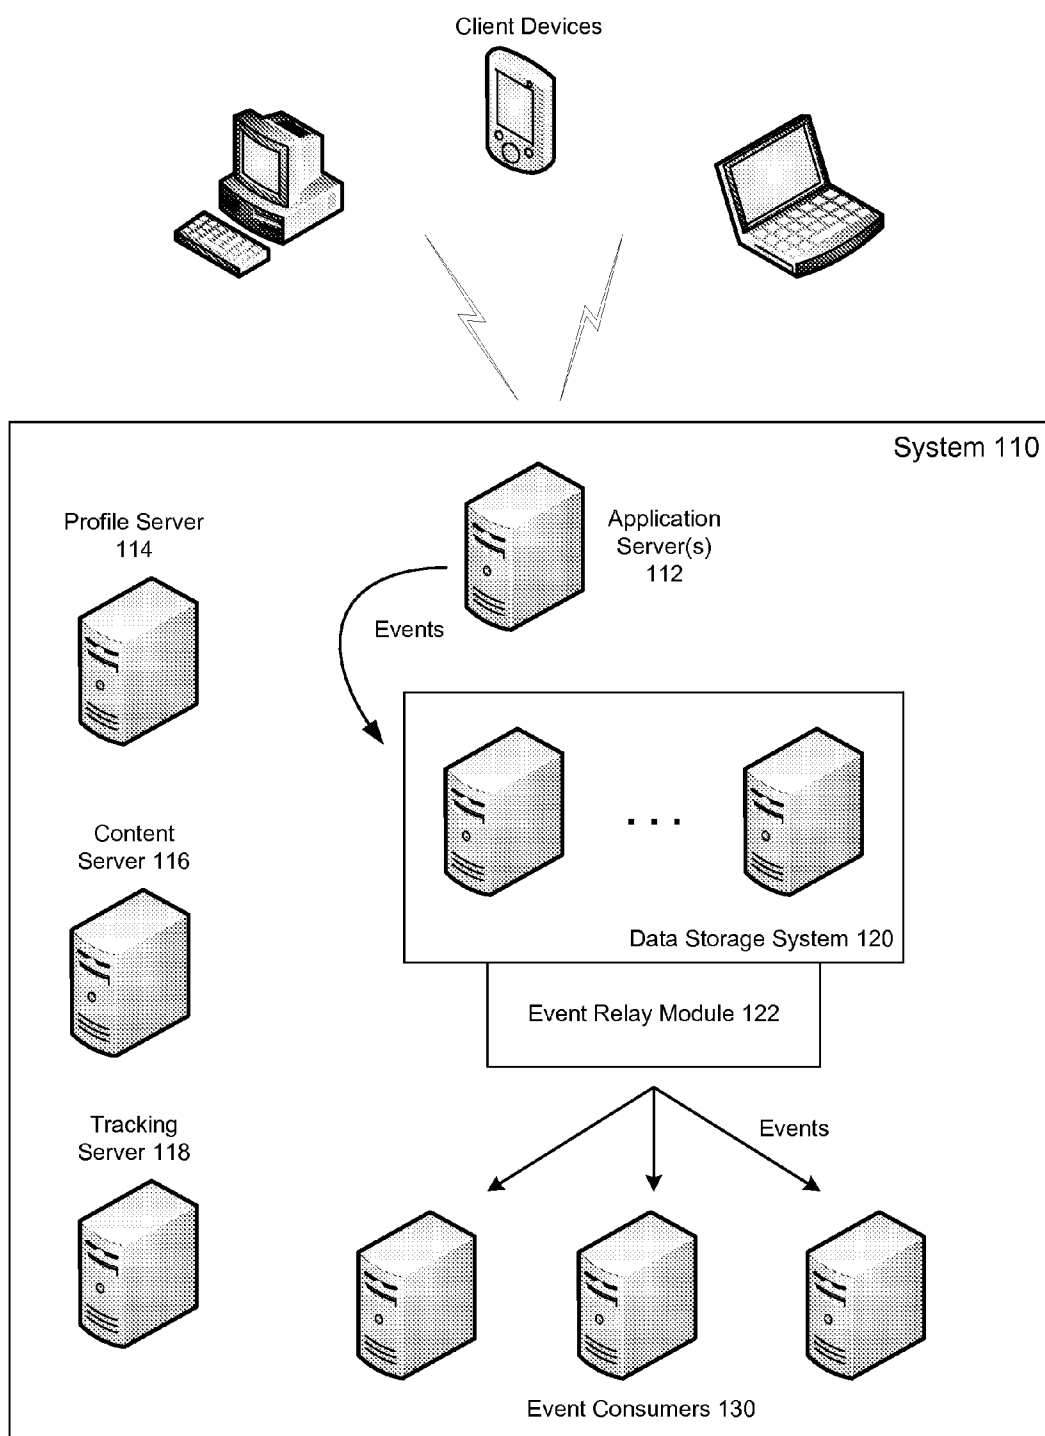 Client Devices
System 110
Profile Server
114
Application
Server(s)
112
Events
Content
Server 116
. . .
Data Storage System 120
Event Relay Module 122
Tracking
Server 118
Events
Event Consumers 130